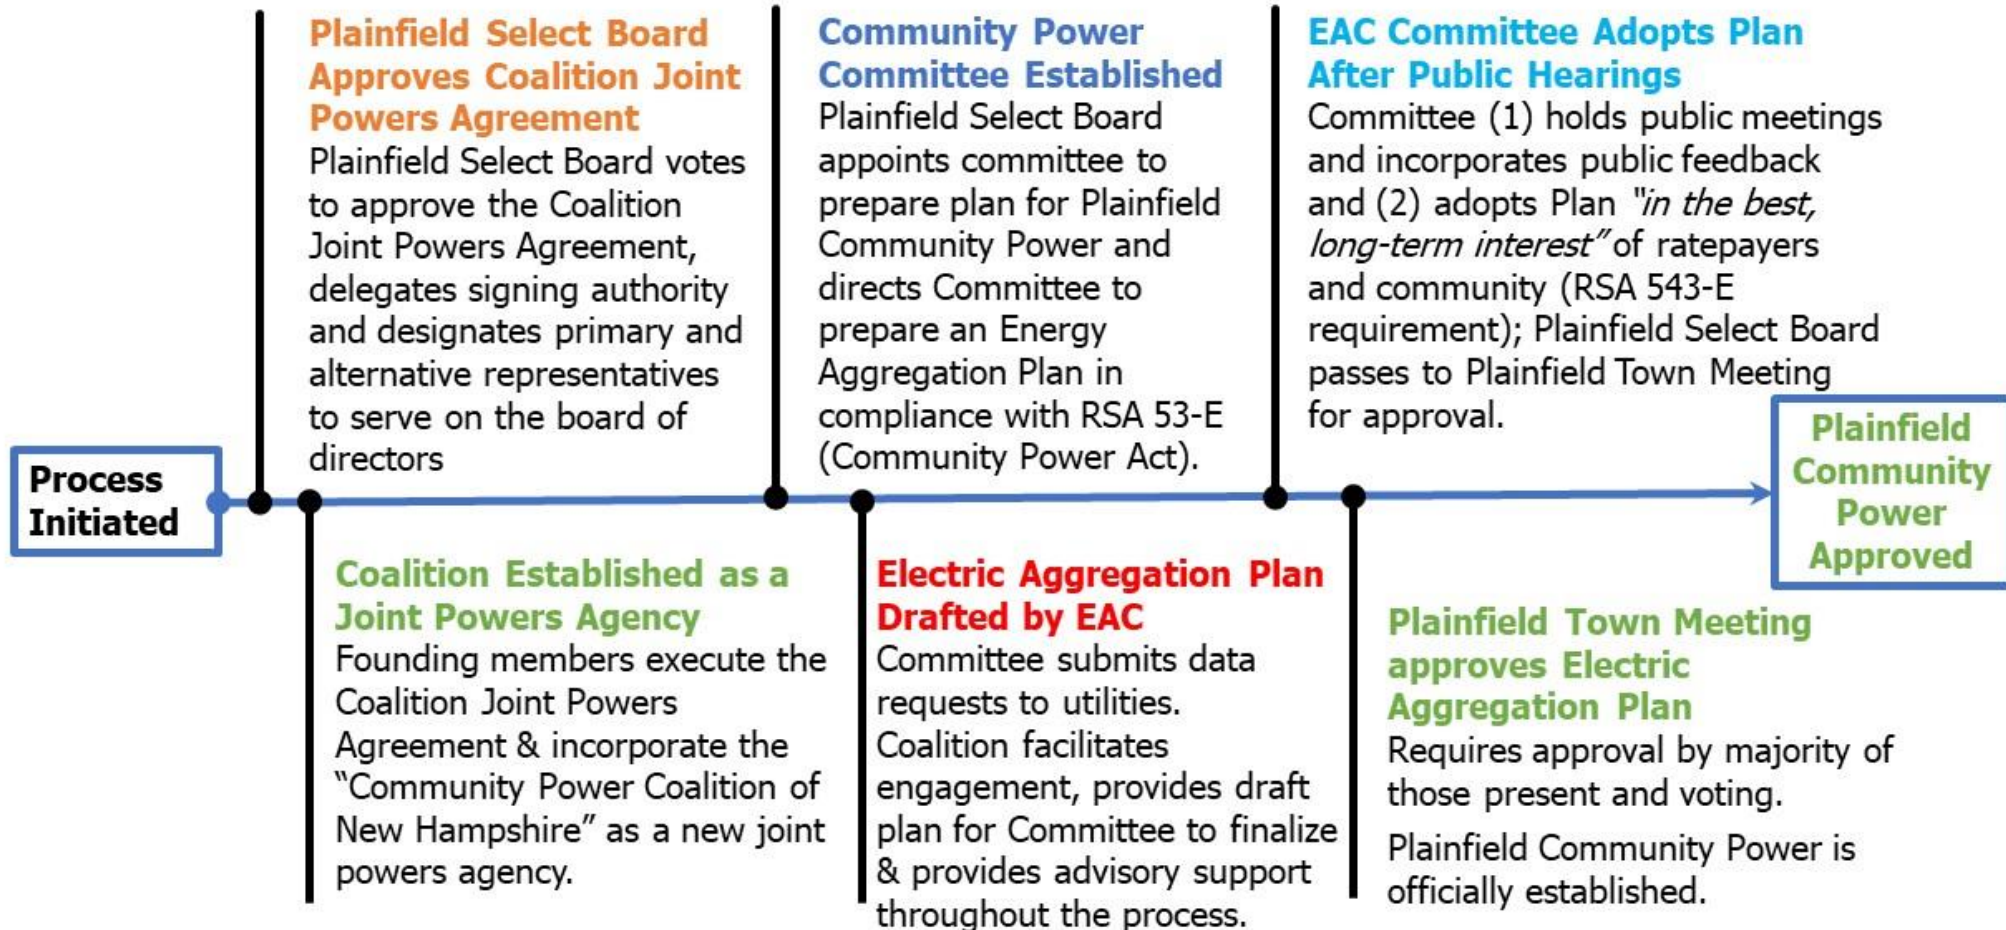 Process
Initiated
Plainfield Select Board
Approves Coalition Joint
Powers Agreement
Plainfield Select Board votes
to approve the Coalition
Joint Powers Agreement,
delegates signing authority
and designates primary and
alternative representatives
to serve on the board of
directors
Coalition Established as a
Joint Powers Agency
Founding members execute the
Coalition Joint Powers
Agreement & incorporate the
“Community Power Coalition of
New Hampshire” as a new joint
powers agency.
Community Power
Committee Established
Plainfield Select Board
appoints committee to
prepare plan for Plainfield
Community Power and
directs Committee to
prepare an Energy
Aggregation Plan in
compliance with RSA 53-E
(Community Power Act).
Electric Aggregation Plan
Drafted by EAC
Committee submits data
requests to utilities.
Coalition facilitates
engagement, provides draft
plan for Committee to finalize
& provides advisory support
throughout the process.
EAC Committee Adopts Plan
After Public Hearings
Committee (1) holds public meetings
and incorporates public feedback
and (2) adopts Plan “in the best,
long-term interest” of ratepayers
and community (RSA 543-E
requirement); Plainfield Select Board
passes to Plainfield Town Meeting
for approval.
Plainfield Town Meeting
approves Electric
Aggregation Plan
Requires approval by majority of
those present and voting.
Plainfield Community Power is
officially established.
Plainfield
Community
Power
Approved